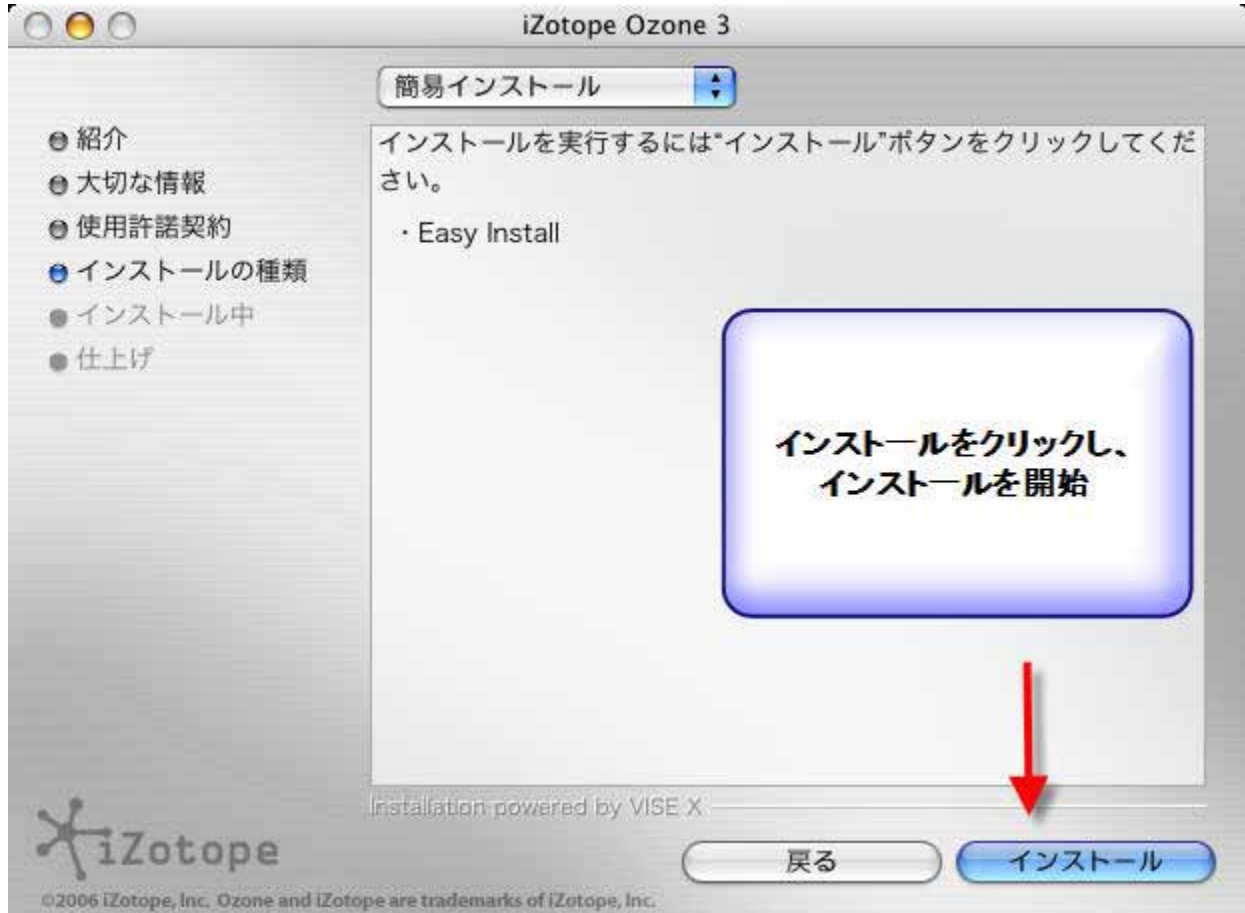 iZotope Ozone 3
簡易インストール
紹介
大切な情報
使用許諾契約
インストールの種類
インストール中
仕上げ
インストールを実行するには“インストール”ボタンをクリックしてくだ
さい。
・Easy Install
インストールをクリックし、
インストールを開始
Installation powered by VISE X
iZotope
戻る
インストール
©2006 iZotope, Inc. Ozone and iZotope are trademarks of iZotope, Inc.